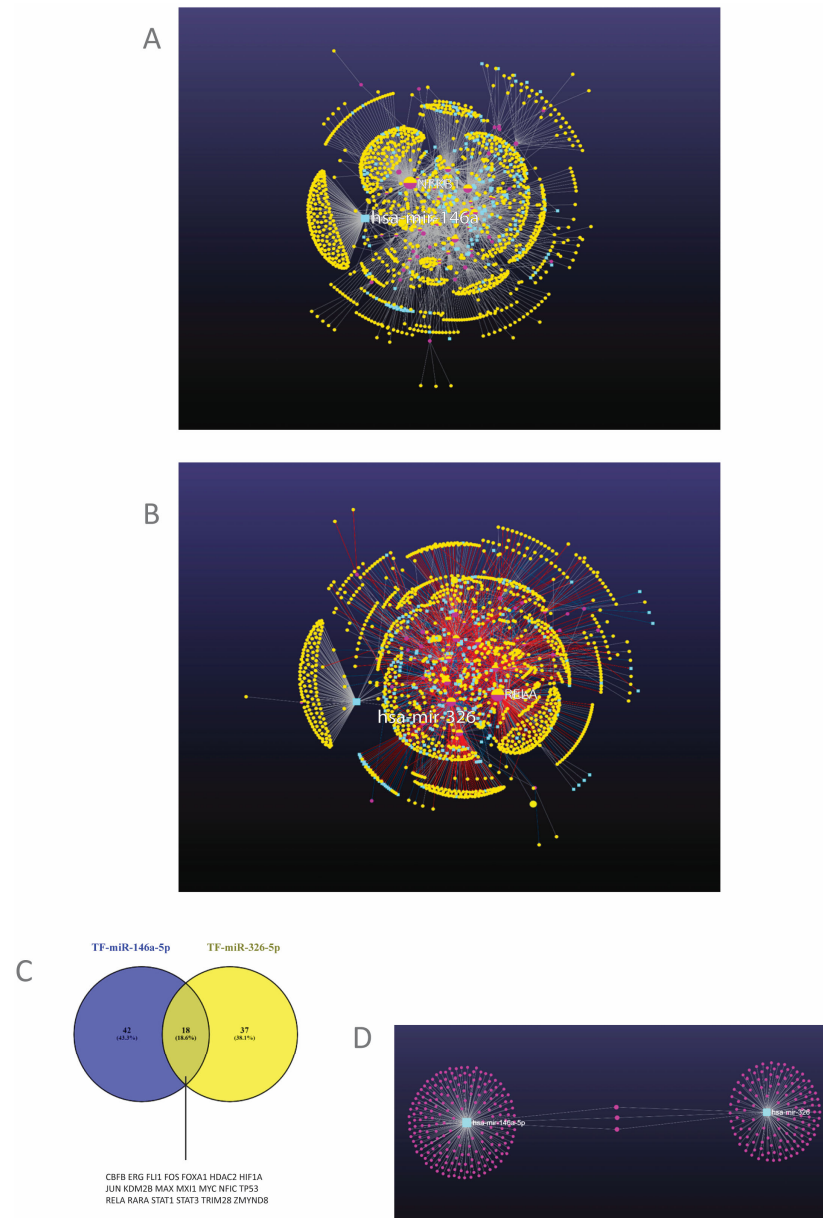 A
NFKB1
hsa-mir-146a
B
RELA
hsa-mir-326
C
TF-miR-146a-5p TF-miR-326-5p
42 18 37
(43.3%) (18.6%) (38.1%)
CBFB ERG FLI1 FOS FOXA1 HDAC2 HIF1A
JUN KDM2B MAX MXI1 MYC NFIC TP53
RELA RARA STAT1 STAT3 TRIM28 ZMYND8
D
hsa-mir-146a-5p hsa-mir-326